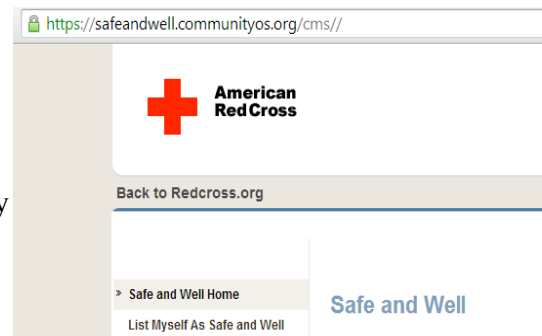 https://safeandwell.communityos.org/cms//
American
Red Cross
Back to Redcross.org
y
» Safe and Well Home
Safe and Well
List Myself As Safe and Well